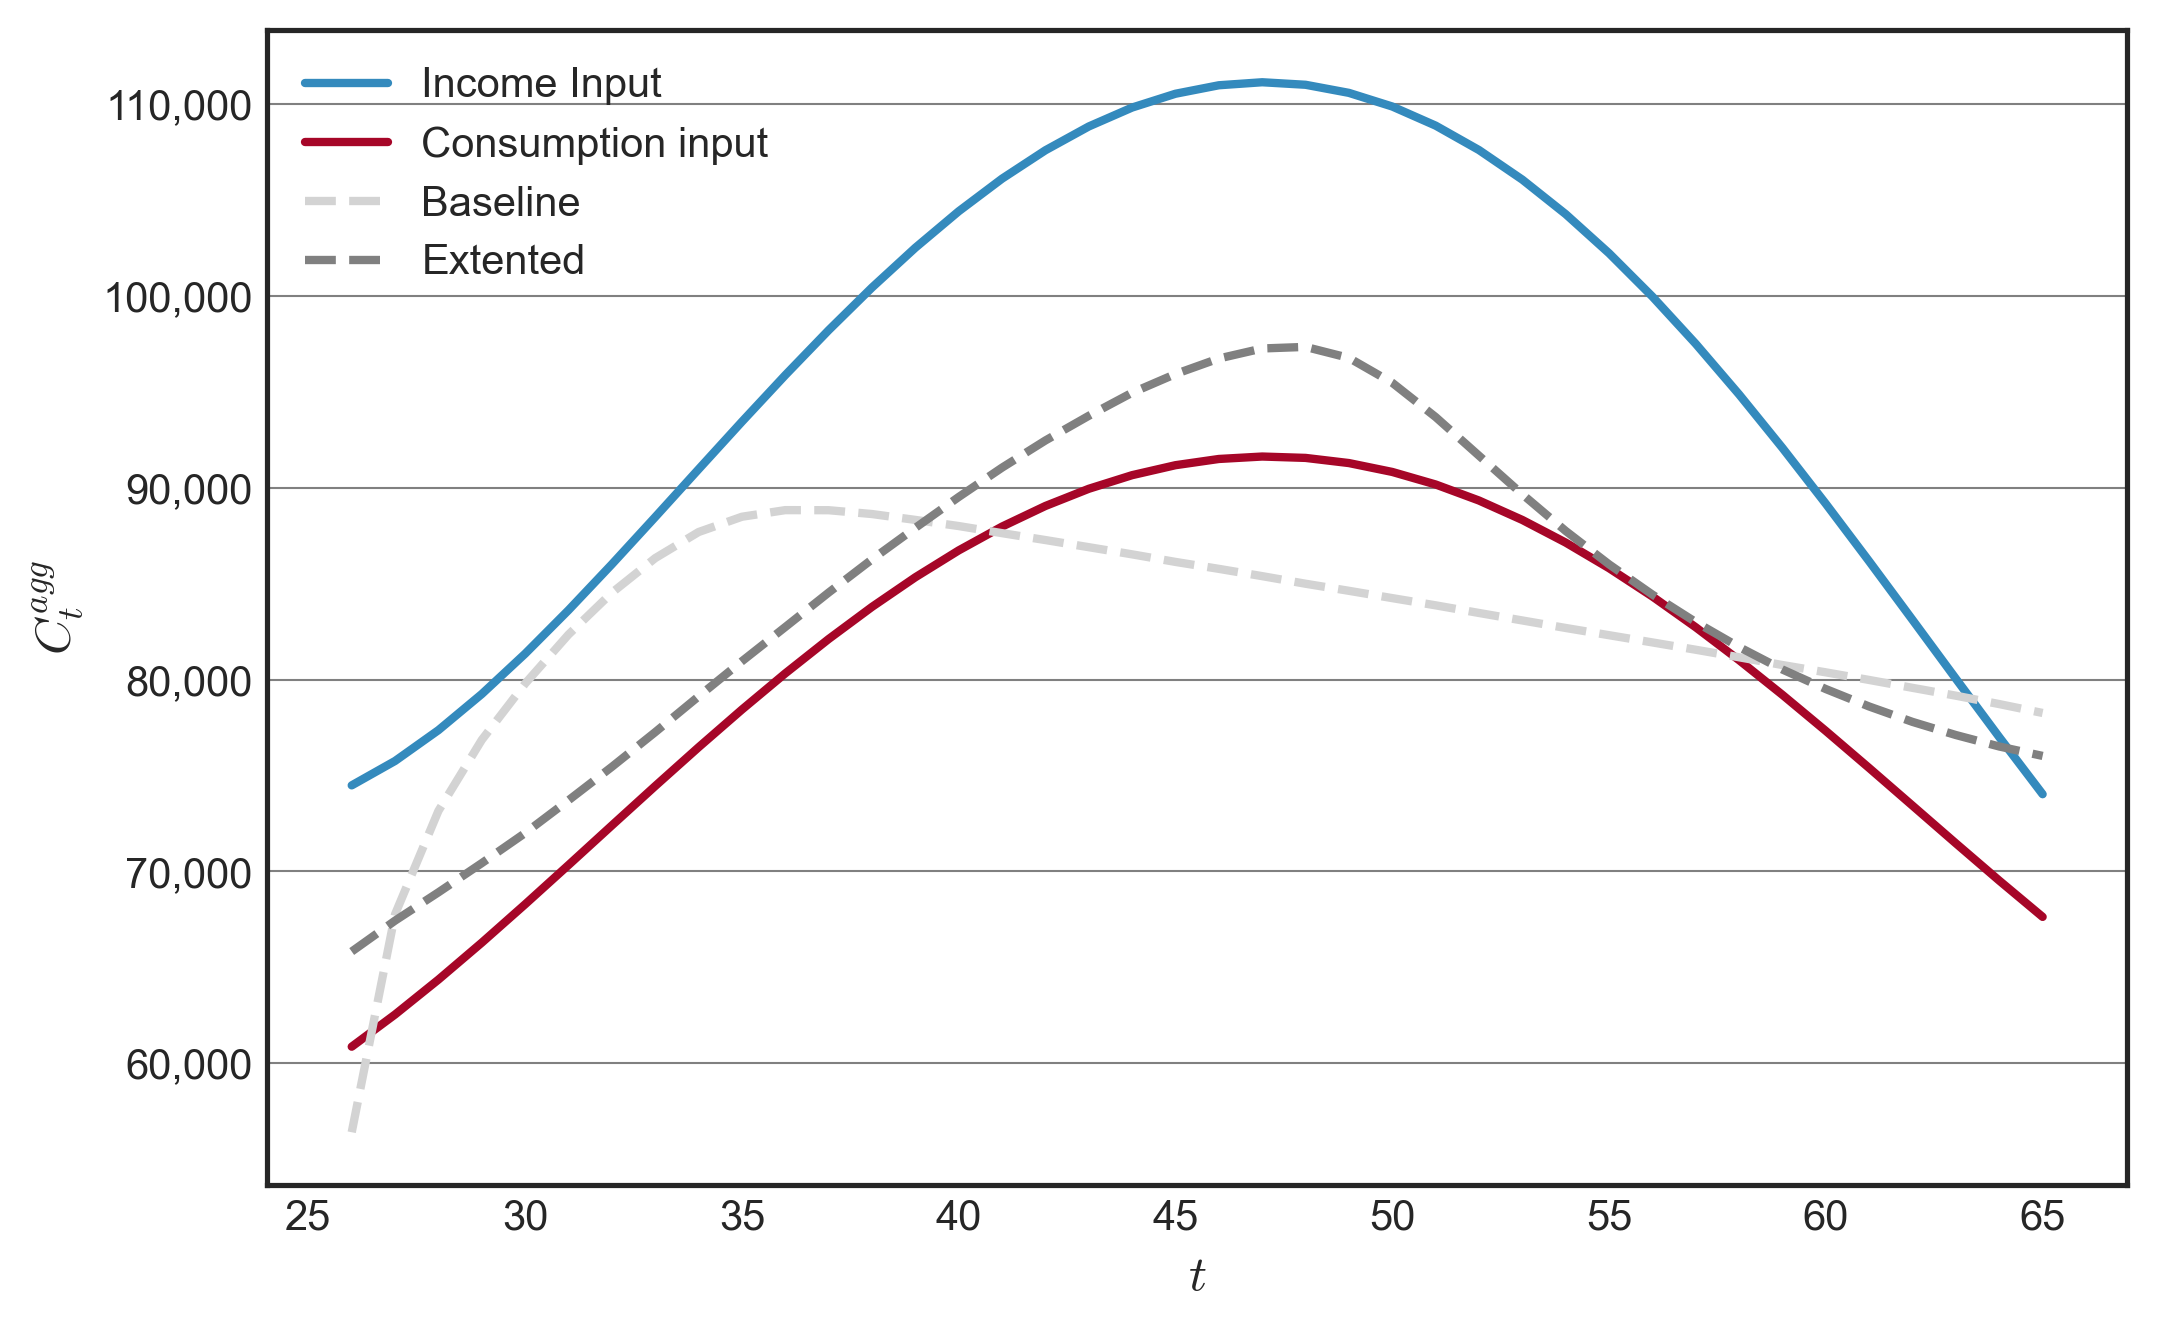 Income Input
Consumption input
Baseline
Extented
110,000
100,000
90,000
80,000
70,000
60,000
C_t^{agg}
25 30 35 40 45 50 55 60 65
t